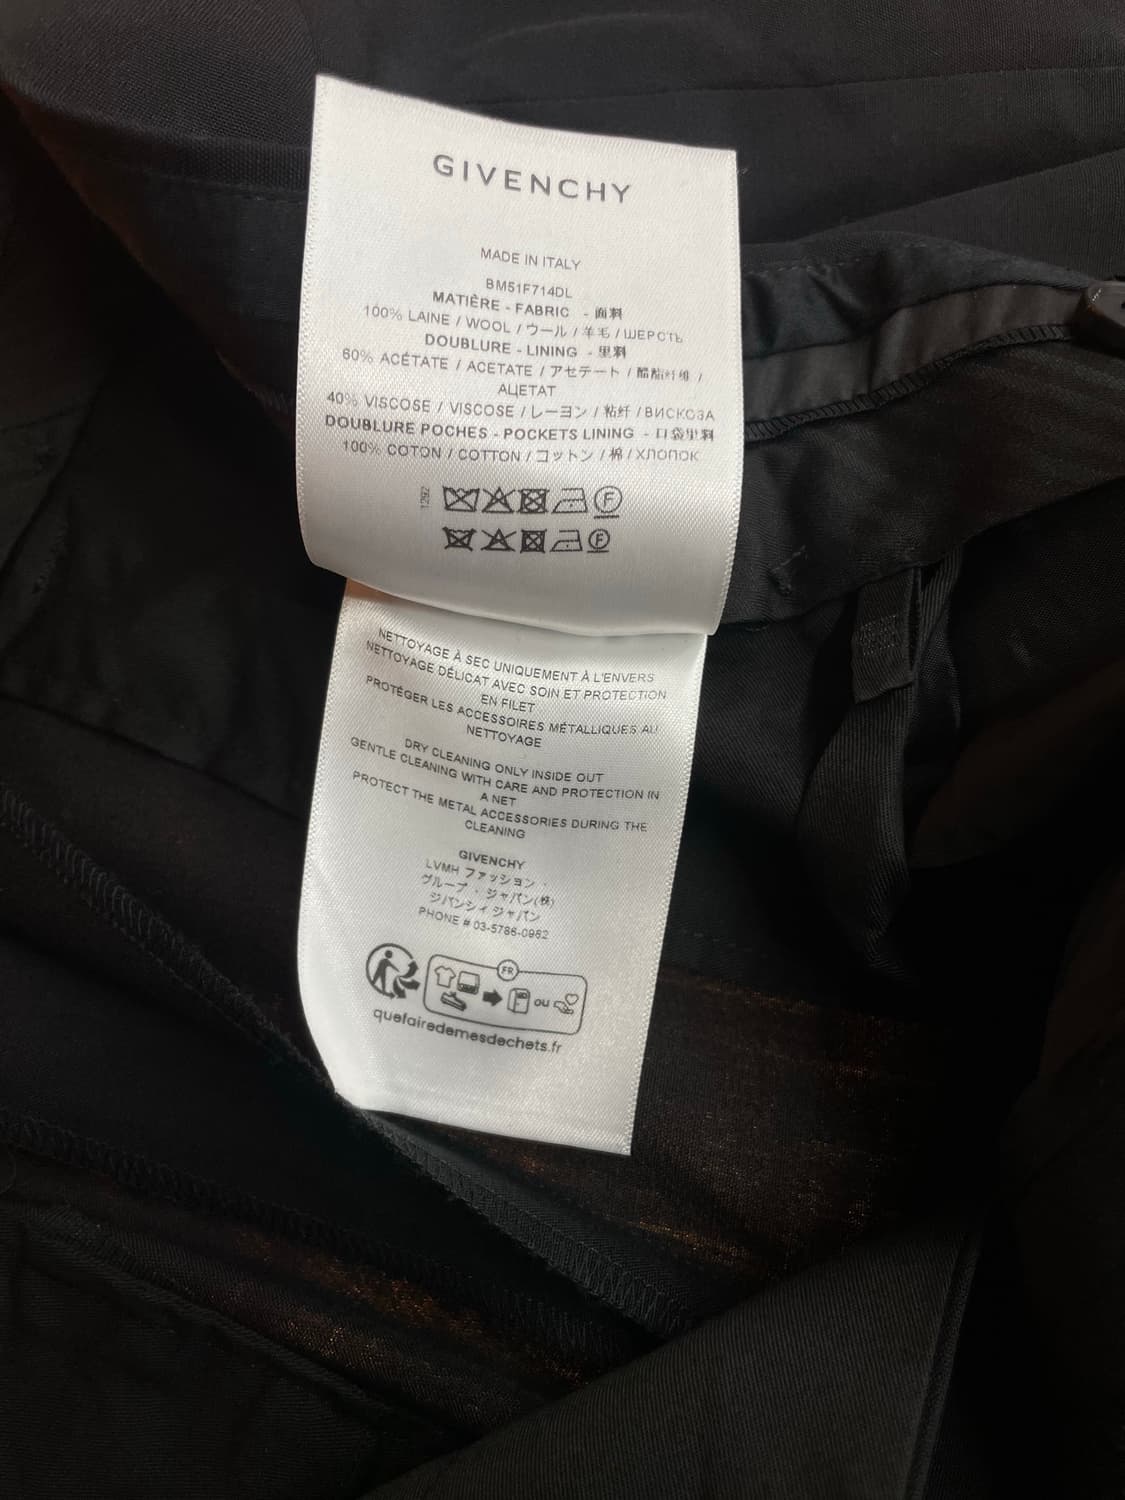 GIVENCHY
MADE IN ITALY
BM51F714DL
MATIÈRE - FABRIC - 面料
100% LAINE / WOOL / ウール / 羊毛 / ШЕРСТЬ
DOUBLURE - LINING - 里料
60% ACÉTATE / ACETATE / アセテート / 醋酯纤维 /
АЦЕТАТ
40% VISCOSE / VISCOSE / レーヨン / 粘纤 / ВИСКОЗА
DOUBLURE POCHES - POCKETS LINING - 口袋里料
100% COTON / COTTON / コットン / 棉 / ХЛОПОК
1292
F
F
NETTOYAGE À SEC UNIQUEMENT À L'ENVERS
NETTOYAGE DÉLICAT AVEC SOIN ET PROTECTION
EN FILET
PROTÉGER LES ACCESSOIRES MÉTALLIQUES AU
NETTOYAGE
DRY CLEANING ONLY INSIDE OUT
GENTLE CLEANING WITH CARE AND PROTECTION IN
A NET
PROTECT THE METAL ACCESSORIES DURING THE
CLEANING
GIVENCHY
LVMH ファッション・
グループ・ジャパン(株)
ジバンシィ ジャパン
PHONE # 03-5786-0962
FR
ou
quefairedemesdechets.fr